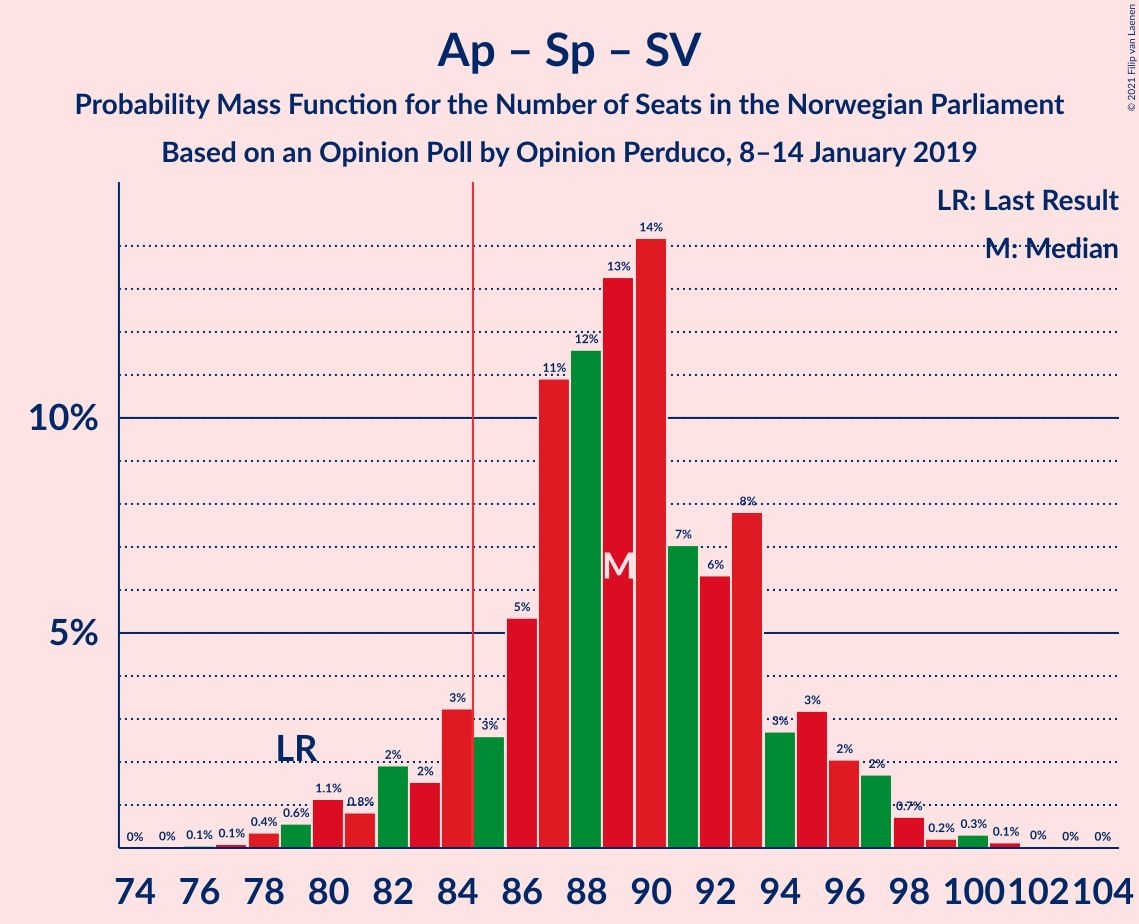 Ap – Sp – SV
Probability Mass Function for the Number of Seats in the Norwegian Parliament
Based on an Opinion Poll by Opinion Perduco, 8–14 January 2019
© 2021 Filip van Laenen
LR: Last Result
M: Median
10%
5%
LR
M
0% 0% 0.1% 0.1% 0.4% 0.6% 1.1% 0.8% 2% 2% 3% 3% 5% 11% 12% 13% 14% 7% 6% 8% 3% 3% 2% 2% 0.7% 0.2% 0.3% 0.1% 0% 0% 0%
74 76 78 80 82 84 86 88 90 92 94 96 98 100 102 104